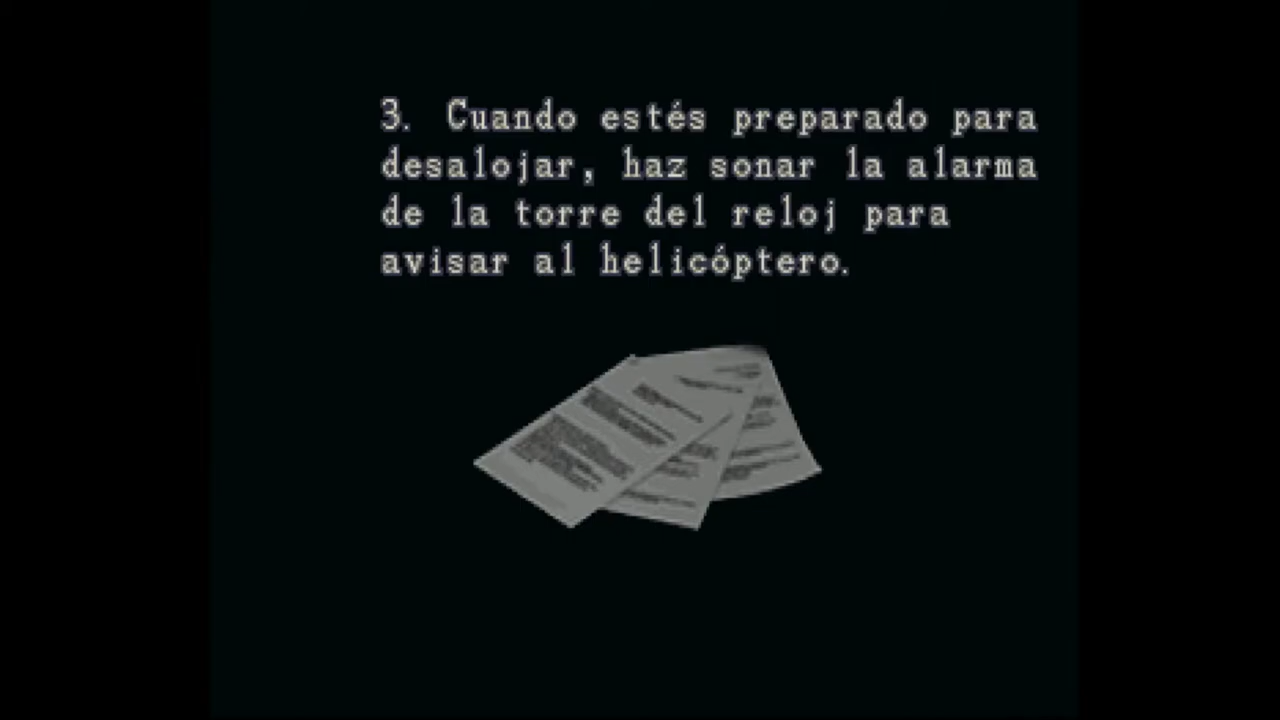 3. Cuando estés preparado para
desalojar, haz sonar la alarma
de la torre del reloj para
avisar al helicóptero.